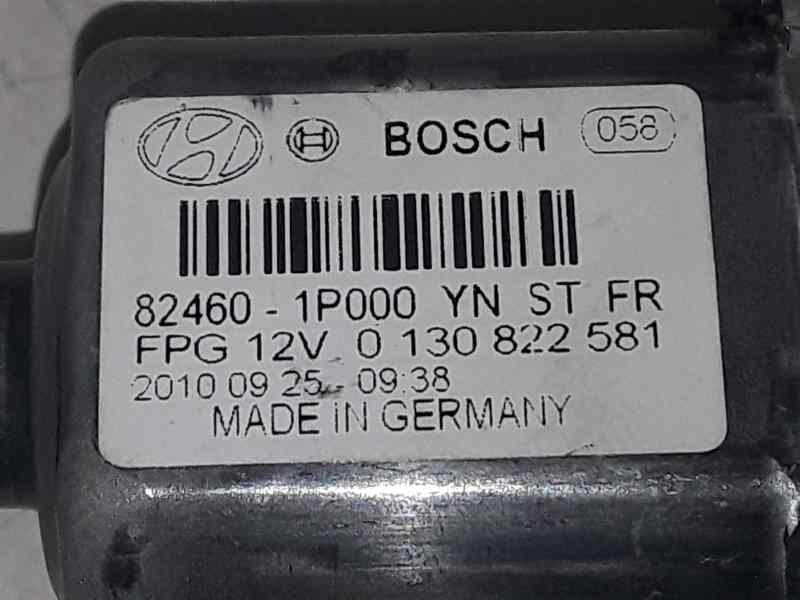 BOSCH 058
82460 - 1P000 YN ST FR
FPG 12V 0 130 822 581
2010 09 25 - 09:38
MADE IN GERMANY